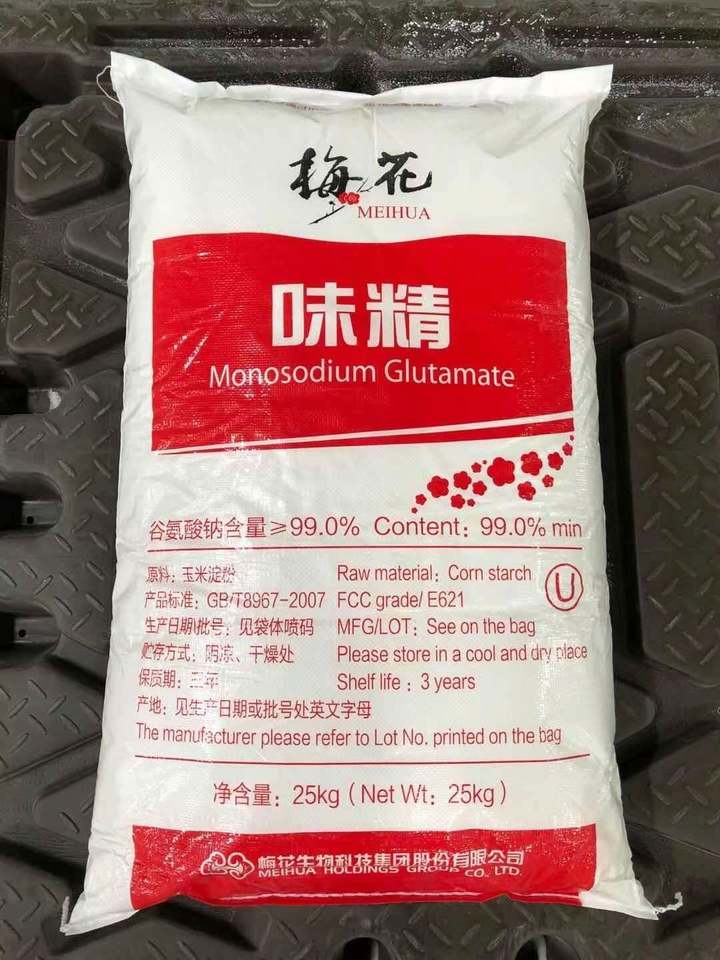 梅花
MEIHUA
味精
Monosodium Glutamate
谷氨酸钠含量≥99.0% Content: 99.0% min
原料: 玉米淀粉 Raw material: Corn starch
U
产品标准: GB/T8967-2007 FCC grade/ E621
生产日期\批号: 见袋体喷码 MFG/LOT: See on the bag
贮存方式: 阴凉、干燥处 Please store in a cool and dry place
保质期: 三年 Shelf life : 3 years
产地: 见生产日期或批号处英文字母
The manufacturer please refer to Lot No. printed on the bag
净含量: 25kg ( Net Wt: 25kg )
梅花生物科技集团股份有限公司
MEIHUA HOLDINGS GROUP CO., LTD.